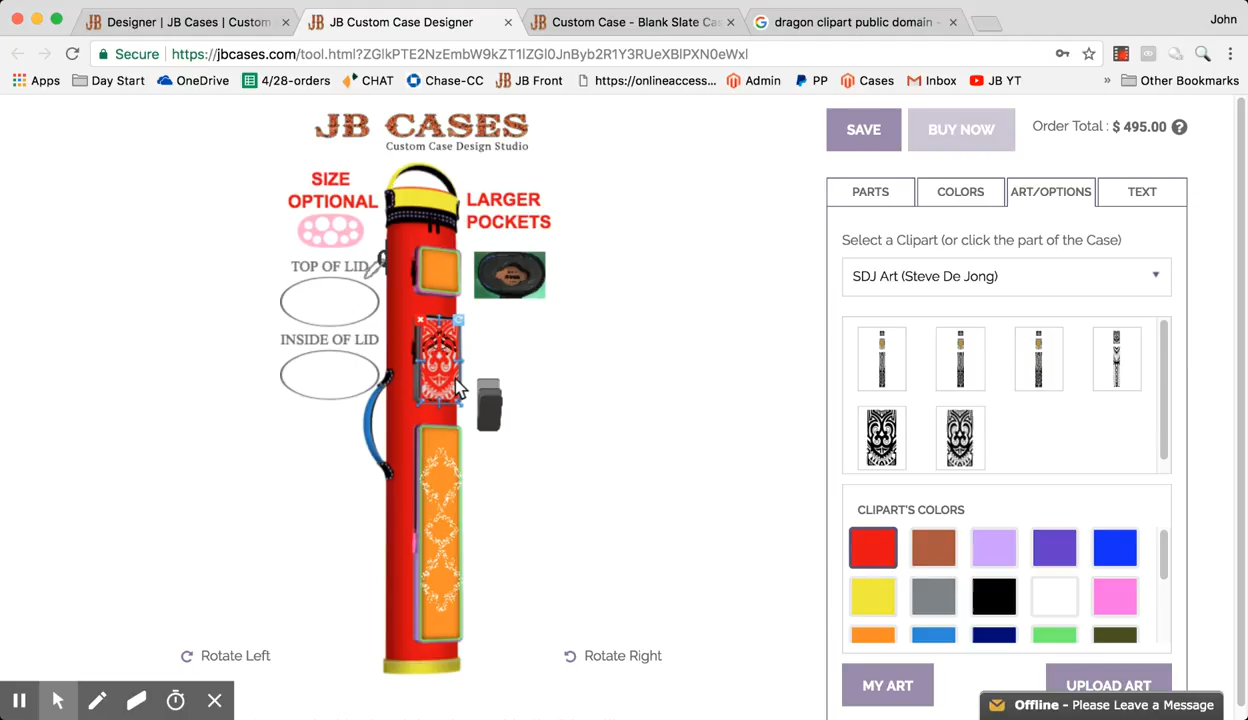 Designer | JB Cases | Custom
JB Custom Case Designer
Custom Case - Blank Slate Cas
dragon clipart public domain -
John
Secure
https://jbcases.com/tool.html?ZGlkPTE2NzEmbW9kZT1lZGl0JnByb2R1Y3RUeXBlPXN0eWxl
Apps
Day Start
OneDrive
4/28-orders
CHAT
Chase-CC
JB Front
https://onlineaccess...
Admin
PP
Cases
Inbox
JB YT
»
Other Bookmarks
JB CASES
Custom Case Design Studio
SIZE
OPTIONAL
LARGER
POCKETS
TOP OF LID
INSIDE OF LID
Rotate Left
Rotate Right
SAVE
BUY NOW
Order Total : $ 495.00
PARTS
COLORS
ART/OPTIONS
TEXT
Select a Clipart (or click the part of the Case)
SDJ Art (Steve De Jong)
CLIPART'S COLORS
MY ART
UPLOAD ART
Offline - Please Leave a Message